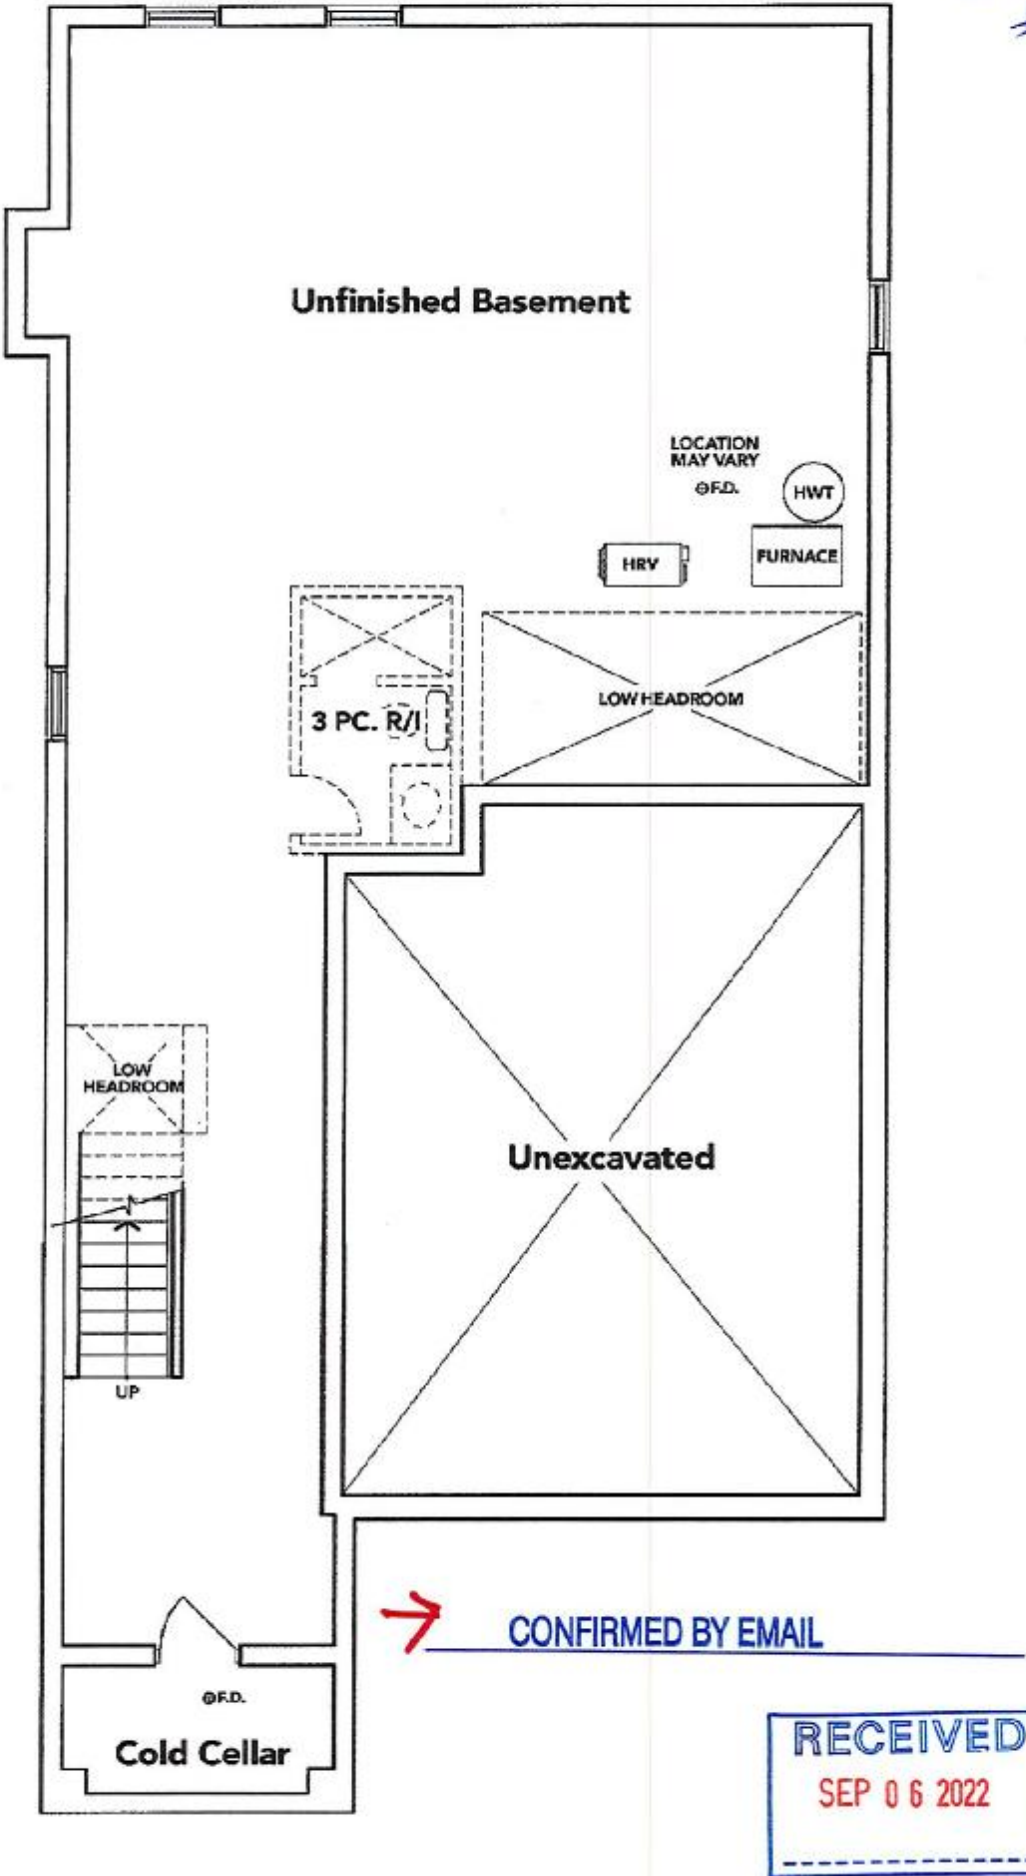 Unfinished Basement
LOCATION
MAY VARY
F.D.
HWT
HRV
FURNACE
3 PC. R/I
LOW HEADROOM
LOW
HEADROOM
Unexcavated
UP
CONFIRMED BY EMAIL
F.D.
Cold Cellar
RECEIVED
SEP 06 2022